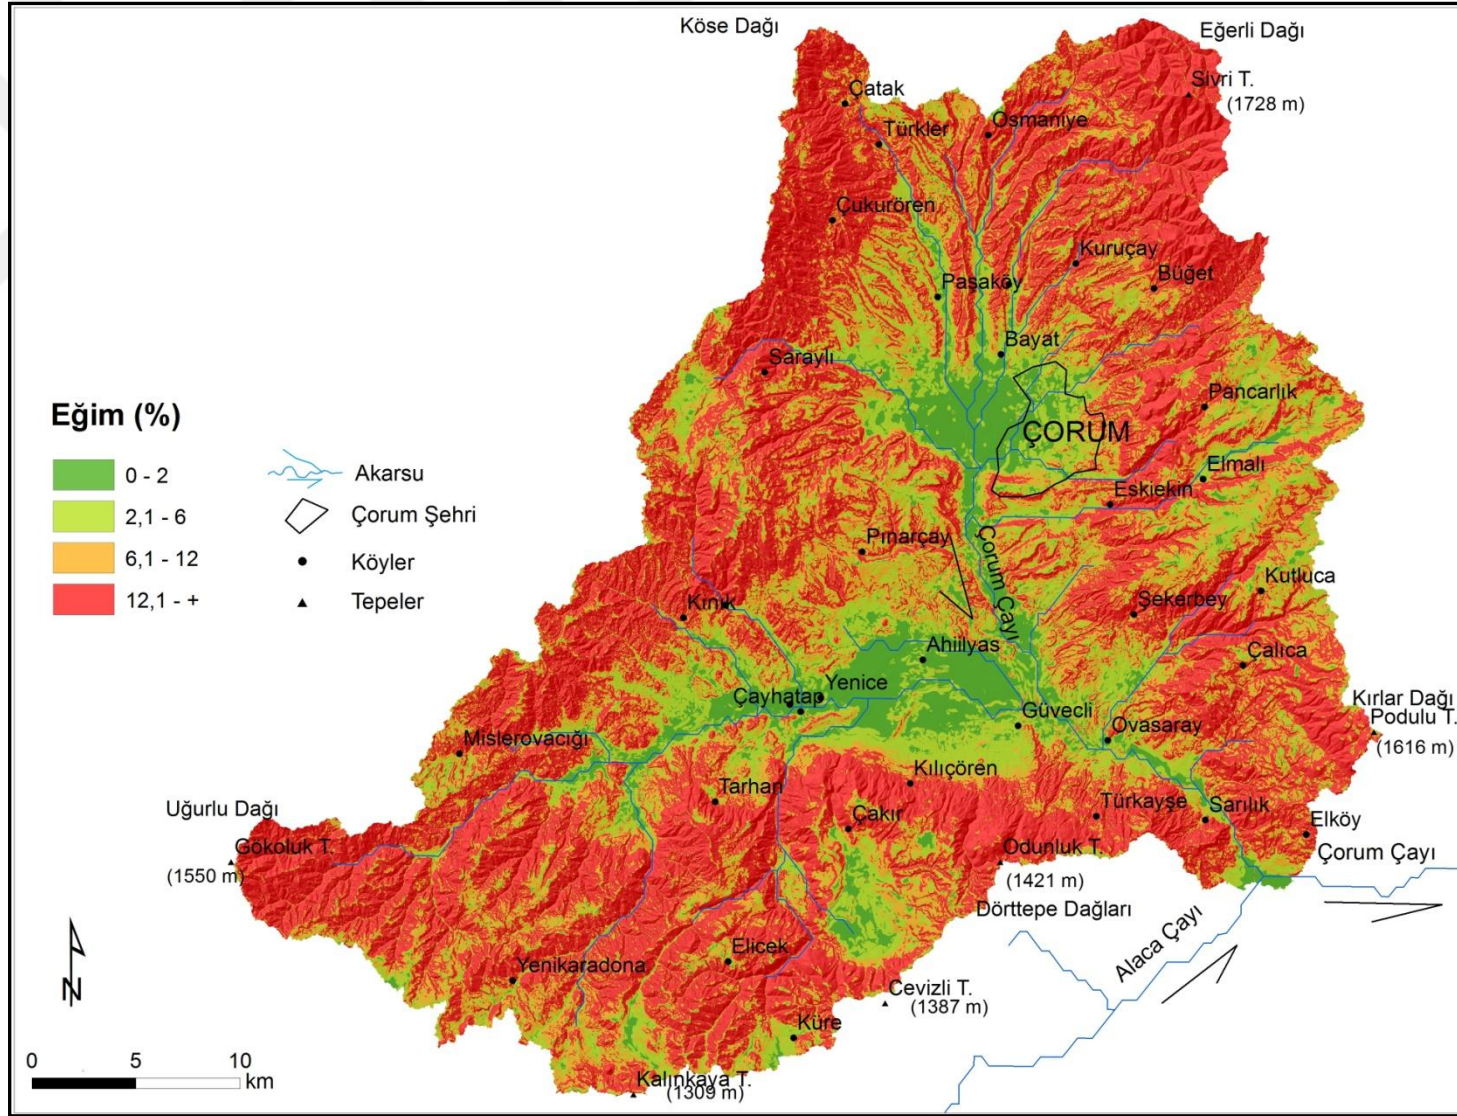 Köse Dağı
Eğerli Dağı
Sivri T.
(1728 m)
Çatak
Osmaniye
Türkler
Çukurören
Kuruçay
Büğet
Paşaköy
Bayat
Saraylı
Pancarlık
ÇORUM
Elmalı
Eskiekin
Eğim (%)
0 - 2
2,1 - 6
6,1 - 12
12,1 - +
Akarsu
Çorum Şehri
Köyler
Tepeler
Pınarçay
Çorum Çayı
Kutluca
Kınık
Şekerbey
Ahiilyas
Çalıca
Yenice
Çayhatap
Güvecli
Ovasaray
Kırlar Dağı
Podulu T.
(1616 m)
Mislerovacığı
Kılıçören
Tarhan
Çakır
Türkayşe
Sarılık
Elköy
Uğurlu Dağı
Gökoluk T.
(1550 m)
Odunluk T.
(1421 m)
Çorum Çayı
Dörttepe Dağları
Alaca Çayı
Elicek
Yenikaradona
Cevizli T.
(1387 m)
Küre
Kalınkaya T.
(1309 m)
N
0 5 10
km